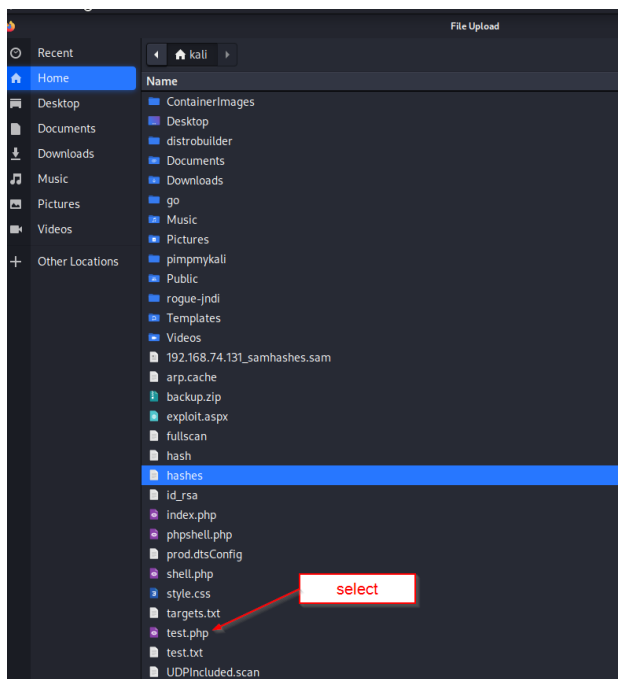 File Upload
Recent
Home
Desktop
Documents
Downloads
Music
Pictures
Videos
Other Locations
kali
Name
ContainerImages
Desktop
distrobuilder
Documents
Downloads
go
Music
Pictures
pimpmykali
Public
rogue-jndi
Templates
Videos
192.168.74.131_samhashes.sam
arp.cache
backup.zip
exploit.aspx
fullscan
hash
hashes
id_rsa
index.php
phpshell.php
prod.dtsConfig
shell.php
style.css
select
targets.txt
test.php
test.txt
UDPIncluded.scan